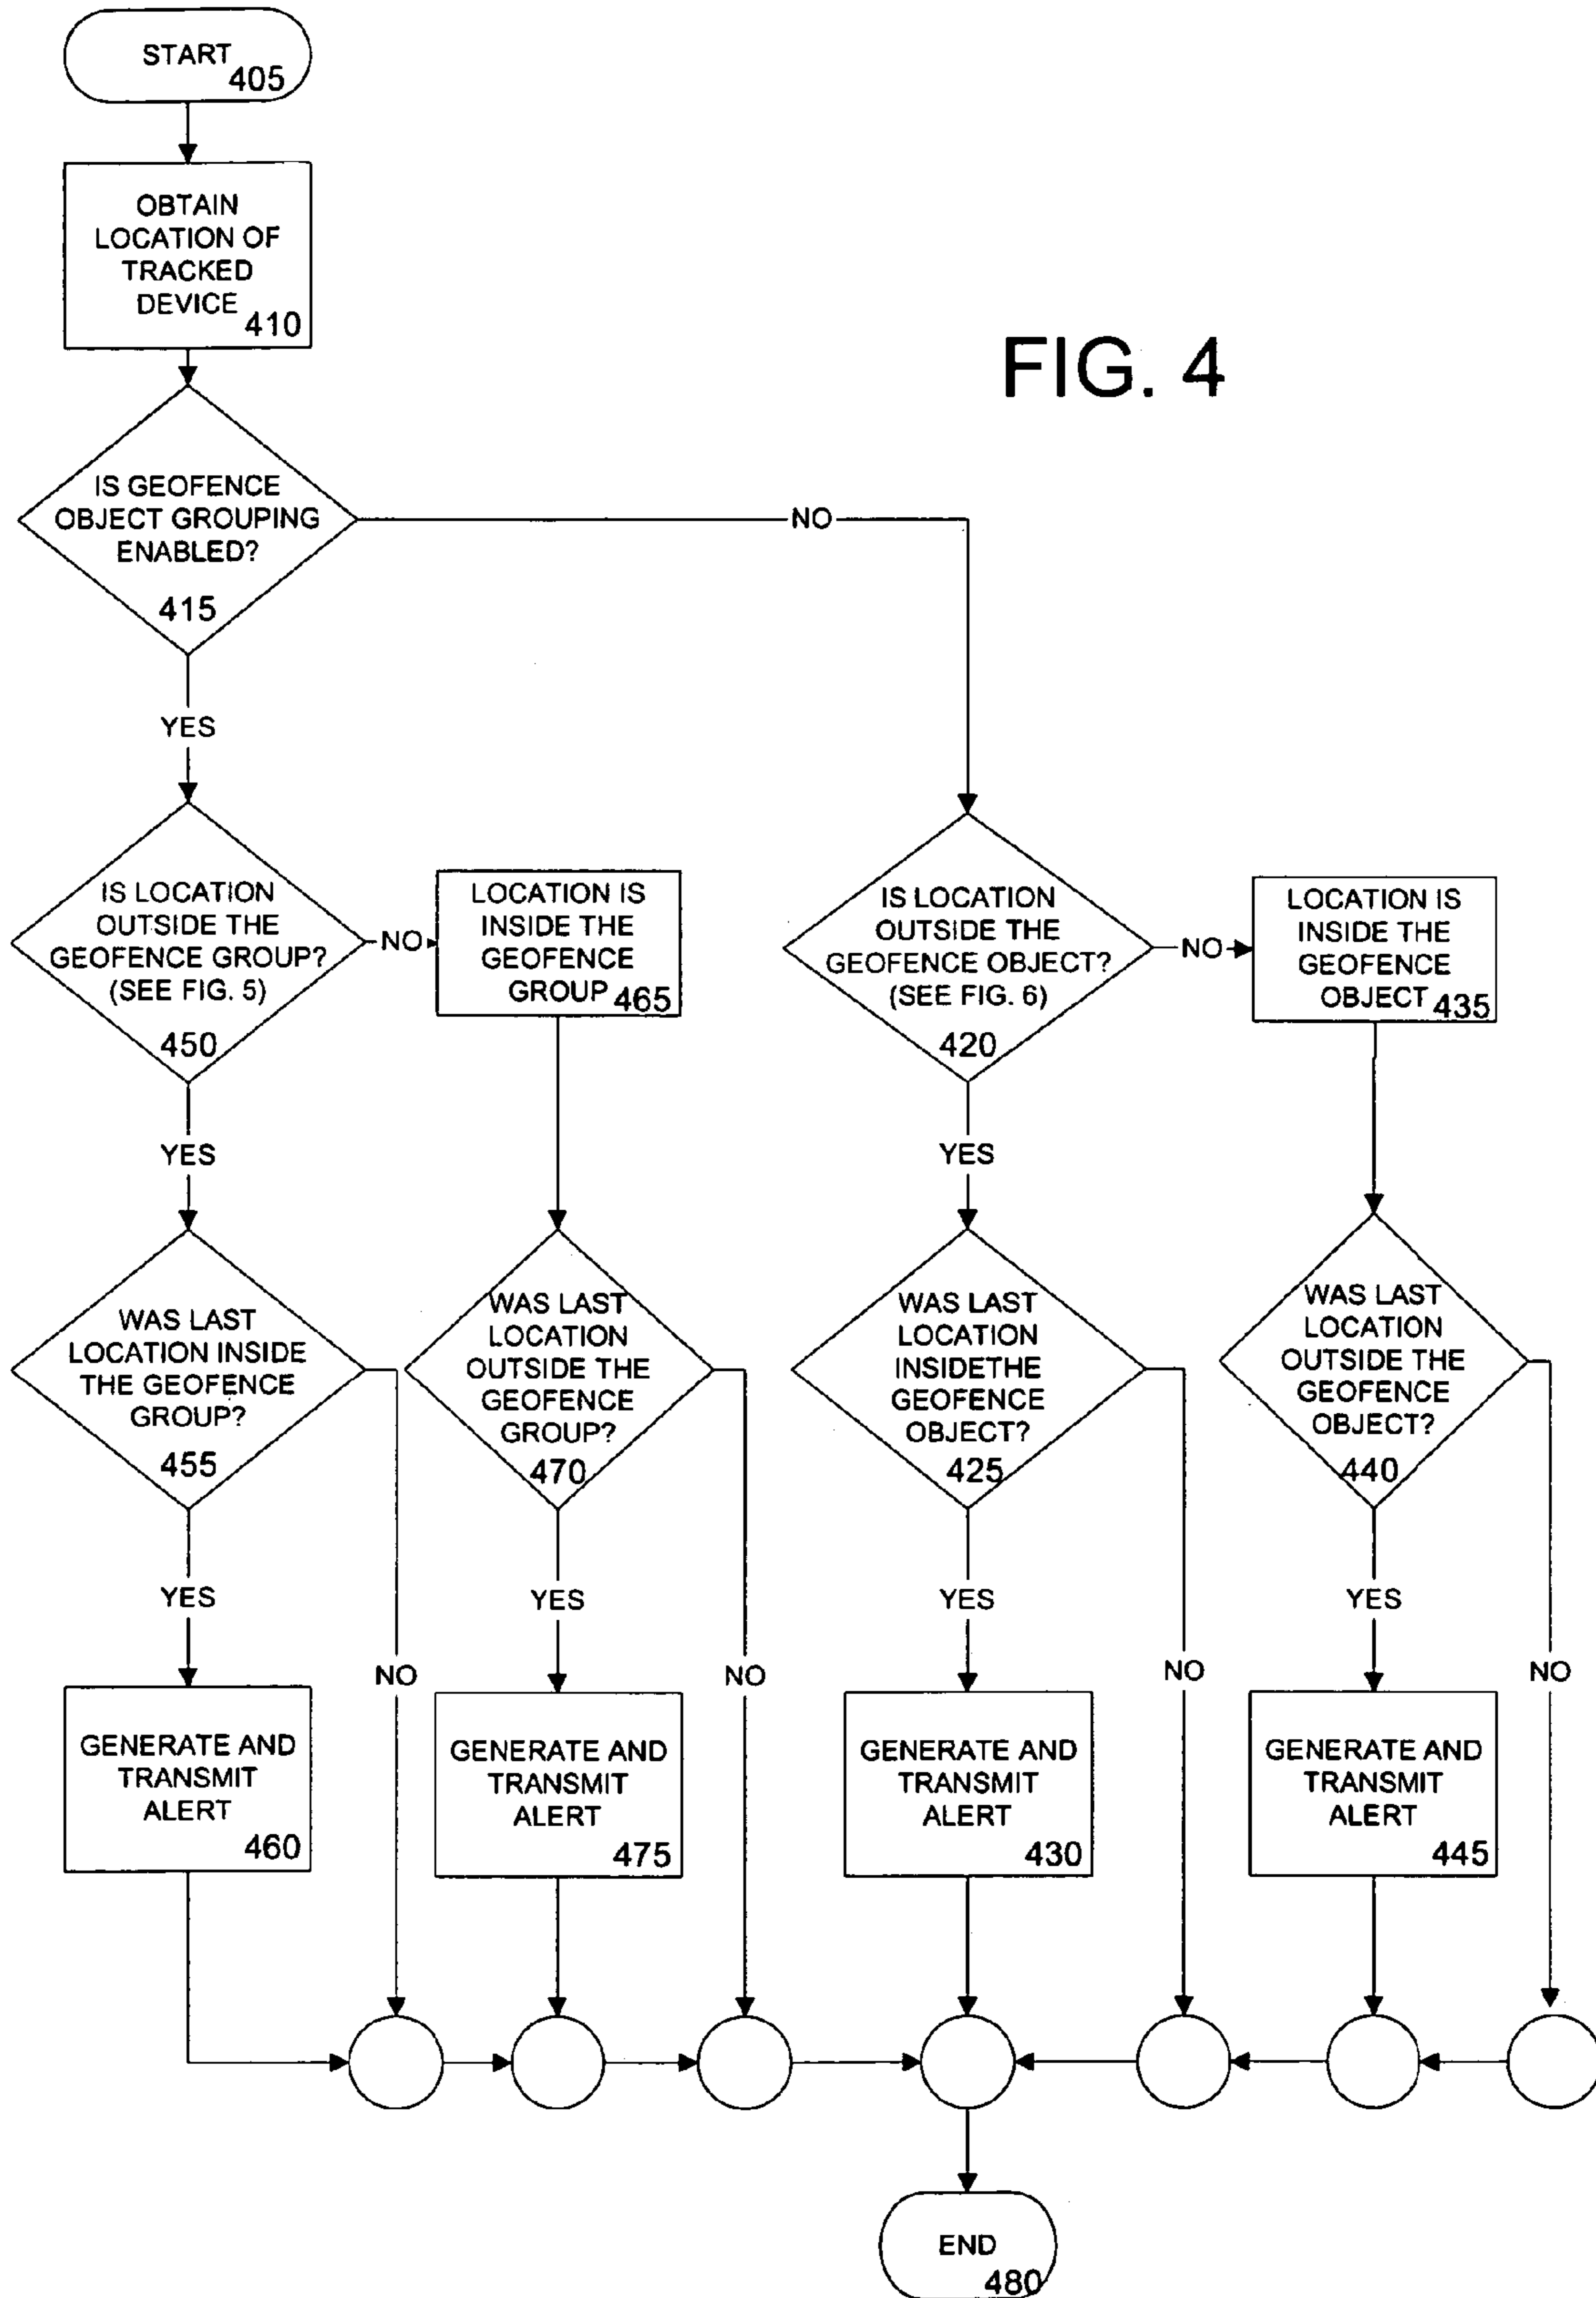 START
405
OBTAIN
LOCATION OF
TRACKED
DEVICE
410
FIG. 4
IS GEOFENCE
OBJECT GROUPING
ENABLED?
415
NO
YES
IS LOCATION
OUTSIDE THE
GEOFENCE GROUP?
(SEE FIG. 5)
450
NO
LOCATION IS
INSIDE THE
GEOFENCE
GROUP
465
IS LOCATION
OUTSIDE THE
GEOFENCE OBJECT?
(SEE FIG. 6)
420
NO
LOCATION IS
INSIDE THE
GEOFENCE
OBJECT
435
YES
YES
WAS LAST
LOCATION INSIDE
THE GEOFENCE
GROUP?
455
WAS LAST
LOCATION
OUTSIDE THE
GEOFENCE
GROUP?
470
WAS LAST
LOCATION
INSIDETHE
GEOFENCE
OBJECT?
425
WAS LAST
LOCATION
OUTSIDE THE
GEOFENCE
OBJECT?
440
YES
YES
YES
YES
NO
NO
NO
NO
GENERATE AND
TRANSMIT
ALERT
460
GENERATE AND
TRANSMIT
ALERT
475
GENERATE AND
TRANSMIT
ALERT
430
GENERATE AND
TRANSMIT
ALERT
445
END
480